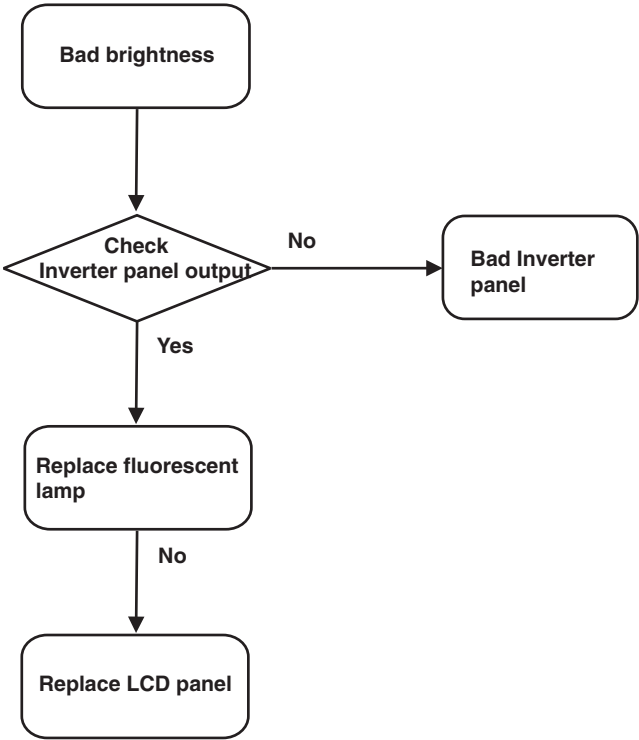 Bad brightness
Check
Inverter panel output
No
Bad Inverter
panel
Yes
Replace fluorescent
lamp
No
Replace LCD panel